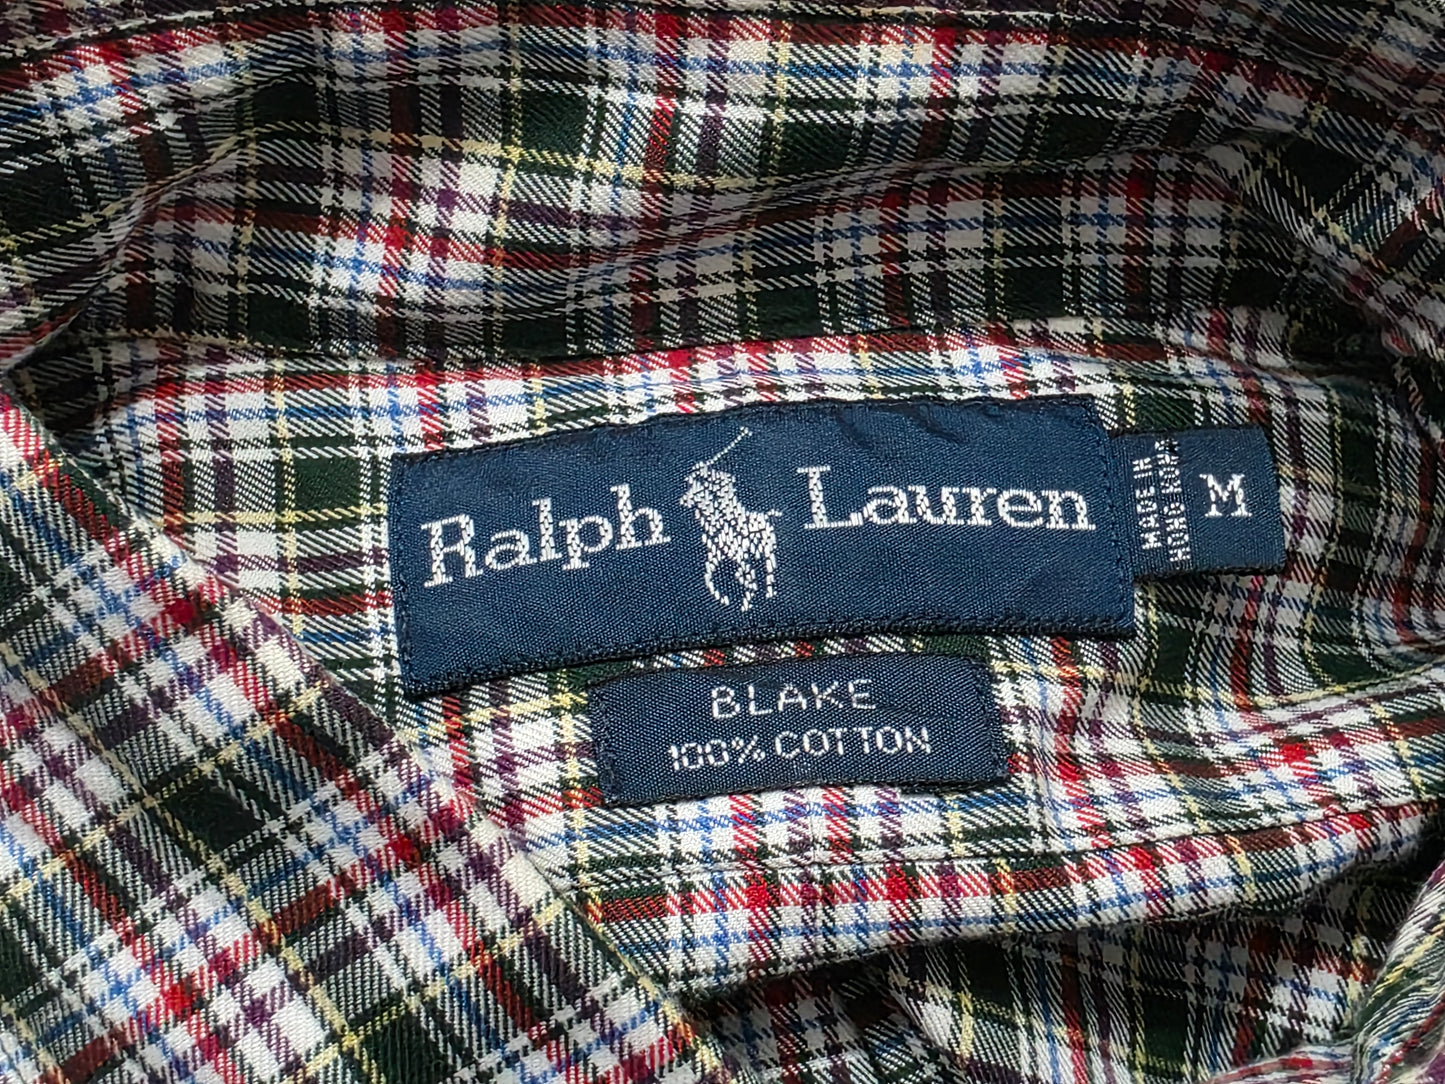 Ralph Lauren
MADE IN
HONG KONG
M
BLAKE
100% COTTON